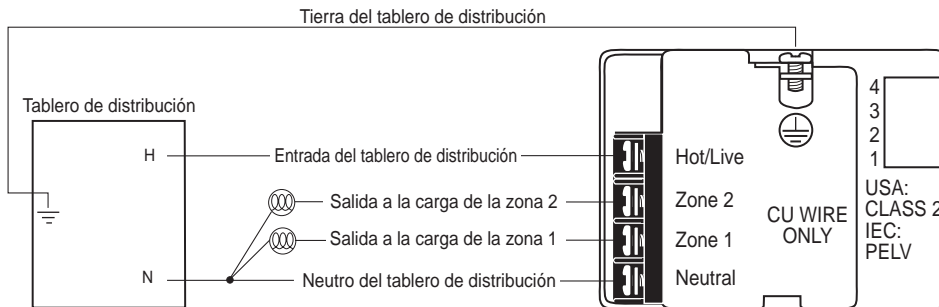 Tierra del tablero de distribución
Tablero de distribución
H
Entrada del tablero de distribución
Hot/Live
Salida a la carga de la zona 2
Zone 2
Salida a la carga de la zona 1
Zone 1
N
Neutro del tablero de distribución
Neutral
CU WIRE
ONLY
4
3
2
1
USA:
CLASS 2
IEC:
PELV